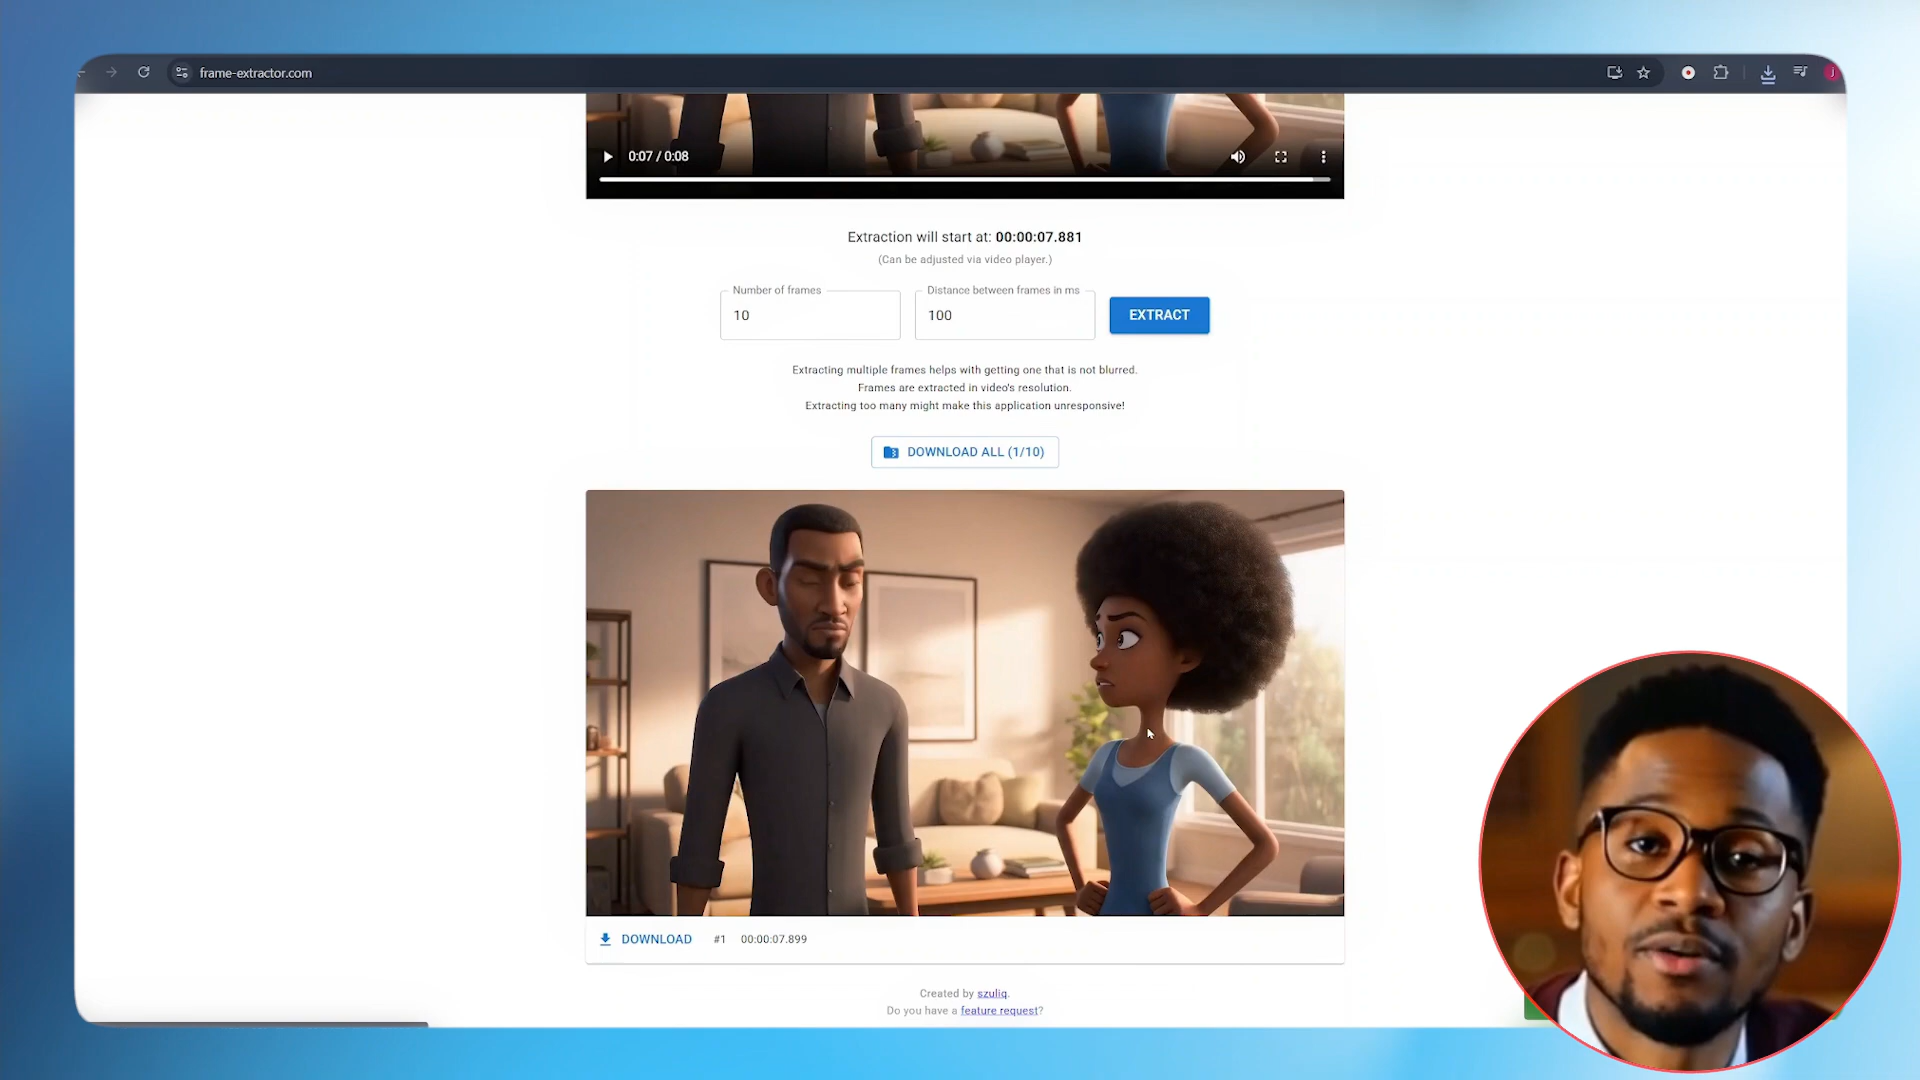 frame-extractor.com
j
0:07 / 0:08
Extraction will start at: 00:00:07.881
(Can be adjusted via video player.)
Number of frames
10
Distance between frames in ms
100
EXTRACT
Extracting multiple frames helps with getting one that is not blurred.
Frames are extracted in video's resolution.
Extracting too many might make this application unresponsive!
DOWNLOAD ALL (1/10)
DOWNLOAD #1 00:00:07.899
Created by szuliq.
Do you have a feature request?